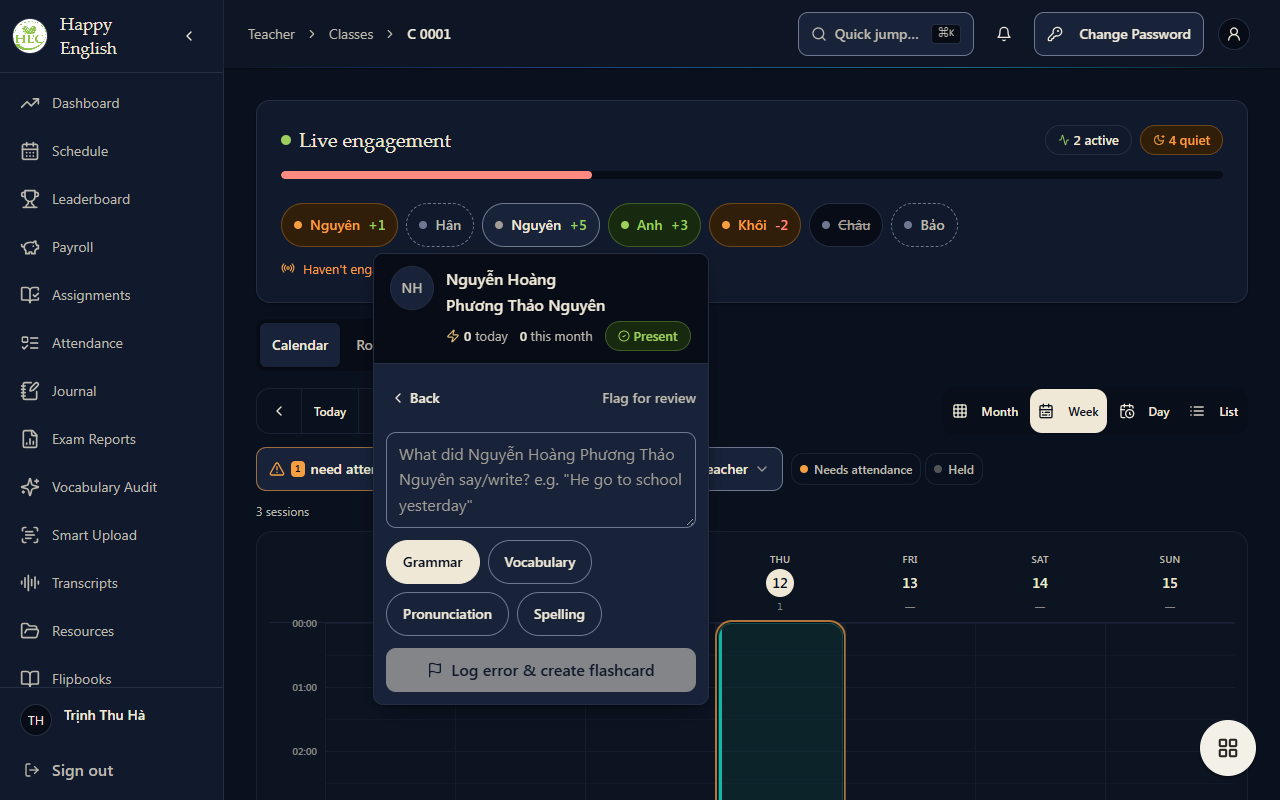 Happy
English
Teacher > Classes > C 0001
Quick jump... ⌘K
Change Password
Dashboard
Schedule
Leaderboard
Payroll
Assignments
Attendance
Journal
Exam Reports
Vocabulary Audit
Smart Upload
Transcripts
Resources
Flipbooks
TH Trịnh Thu Hà
Sign out
Live engagement
2 active
4 quiet
Nguyên +1
Hân
Nguyên +5
Anh +3
Khôi -2
Châu
Bảo
Haven't
NH
Nguyễn Hoàng
Phương Thảo Nguyên
0 today 0 this month
Present
Calendar
Today
Month
Week
Day
List
1 need
Needs attendance
Held
3 sessions
Back
Flag for review
What did Nguyễn Hoàng Phương Thảo
Nguyên say/write? e.g. "He go to school
yesterday"
Grammar
Vocabulary
Pronunciation
Spelling
Log error & create flashcard
THU
12
1
FRI
13
—
SAT
14
—
SUN
15
—
00:00
01:00
02:00